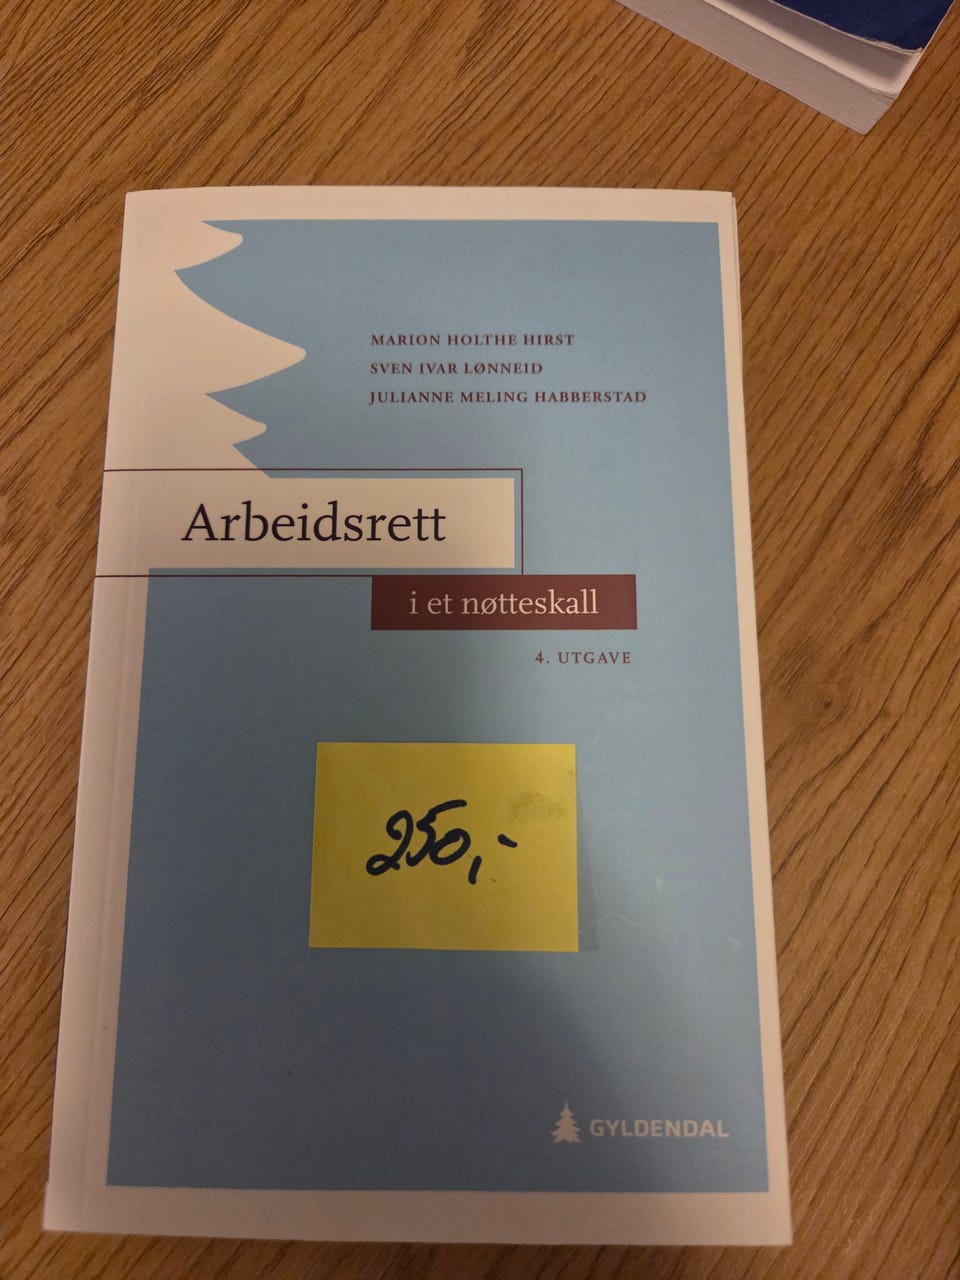 MARION HOLTHE HIRST
SVEN IVAR LØNNEID
JULIANNE MELING HABBERSTAD
Arbeidsrett
i et nøtteskall
4. UTGAVE
250,-
GYLDENDAL